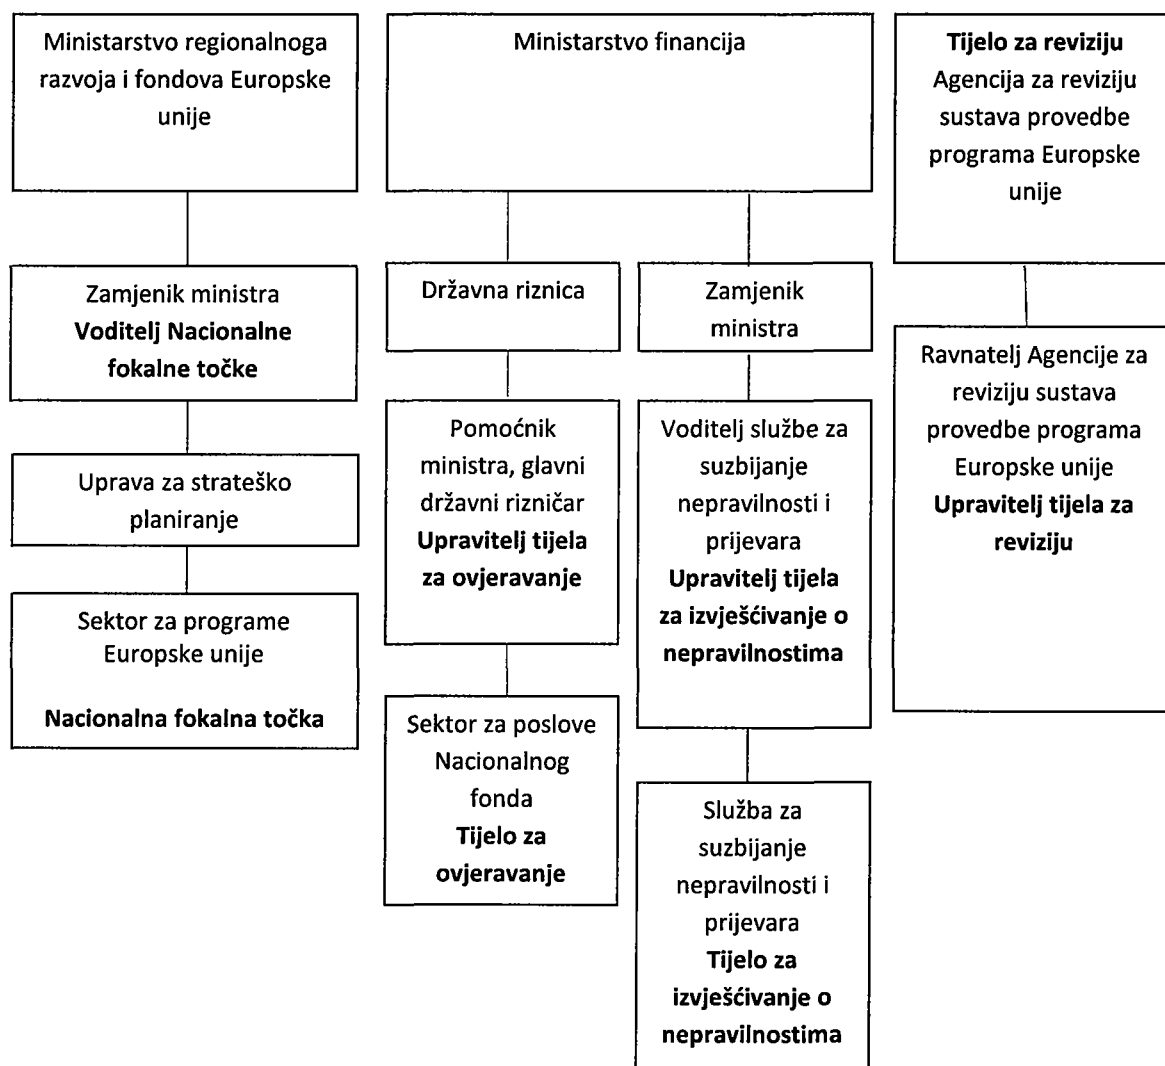 Ministarstvo regionalnoga
razvoja i fondova Europske
unije
Zamjenik ministra
Voditelj Nacionalne
fokalne točke
Uprava za strateško
planiranje
Sektor za programe
Europske unije
Nacionalna fokalna točka
Ministarstvo financija
Državna riznica
Pomoćnik
ministra, glavni
državni rizničar
Upravitelj tijela
za ovjeravanje
Sektor za poslove
Nacionalnog
fonda
Tijelo za
ovjeravanje
Zamjenik
ministra
Voditelj službe za
suzbijanje
nepravilnosti i
prijevara
Upravitelj tijela
za izvješćivanje o
nepravilnostima
Služba za
suzbijanje
nepravilnosti i
prijevara
Tijelo za
izvješćivanje o
nepravilnostima
Tijelo za reviziju
Agencija za reviziju
sustava provedbe
programa Europske
unije
Ravnatelj Agencije za
reviziju sustava
provedbe programa
Europske unije
Upravitelj tijela za
reviziju